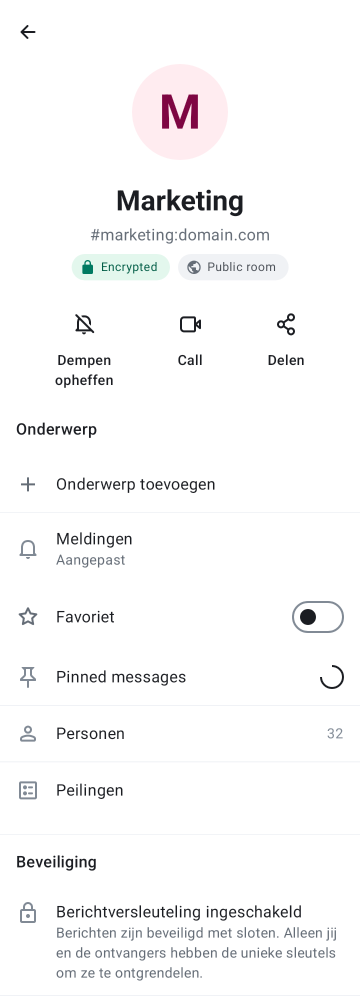 M
Marketing
#marketing:domain.com
Encrypted
Public room
Dempen
opheffen
Call
Delen
Onderwerp
Onderwerp toevoegen
Meldingen
Aangepast
Favoriet
Pinned messages
Personen
32
Peilingen
Beveiliging
Berichtversleuteling ingeschakeld
Berichten zijn beveiligd met sloten. Alleen jij
en de ontvangers hebben de unieke sleutels
om ze te ontgrendelen.